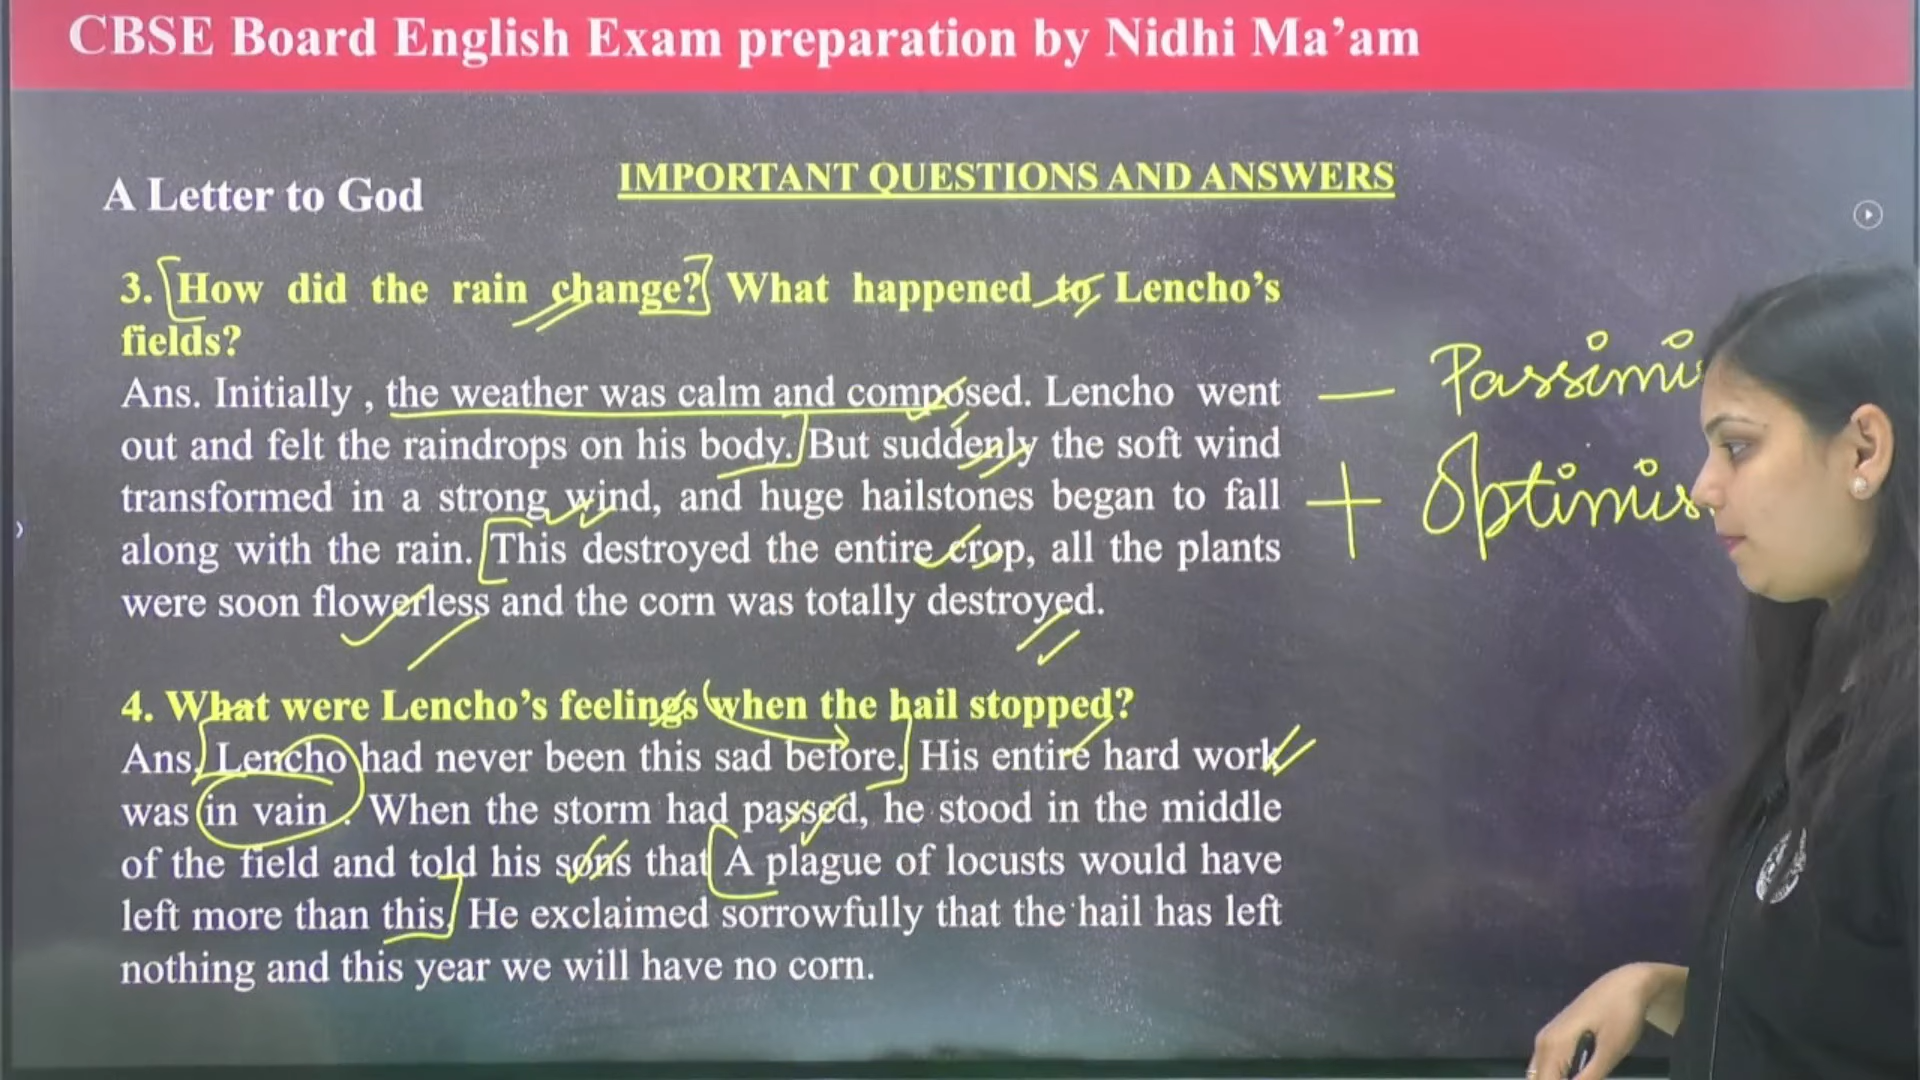 CBSE Board English Exam preparation by Nidhi Ma’am
A Letter to God
IMPORTANT QUESTIONS AND ANSWERS
3. How did the rain change? What happened to Lencho’s
fields?
Ans. Initially , the weather was calm and composed. Lencho went
out and felt the raindrops on his body. But suddenly the soft wind
transformed in a strong wind, and huge hailstones began to fall
along with the rain. This destroyed the entire crop, all the plants
were soon flowerless and the corn was totally destroyed.
— Passimis
+ Optimis
4. What were Lencho’s feelings when the hail stopped?
Ans. Lencho had never been this sad before. His entire hard work
was in vain . When the storm had passed, he stood in the middle
of the field and told his sons that A plague of locusts would have
left more than this. He exclaimed sorrowfully that the hail has left
nothing and this year we will have no corn.